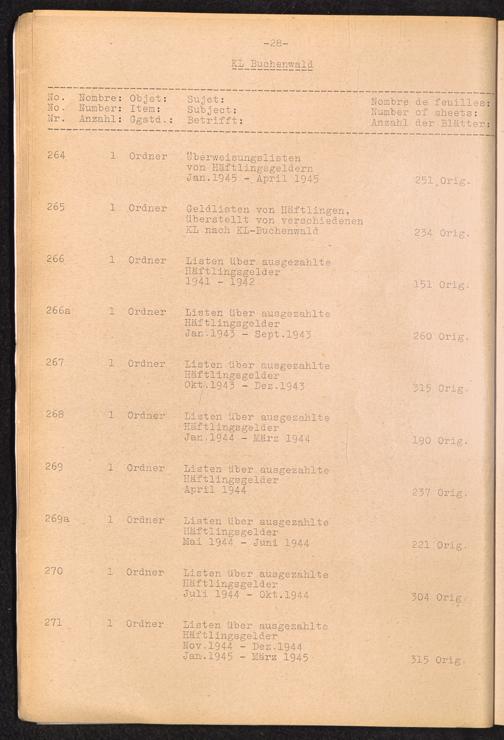 -28-
KL Buchenwald
No. Nombre: Objet: Sujet: Nombre de feuilles:
No. Number: Item: Subject: Number of sheets:
Nr. Anzahl: Ggstd.: Betrifft: Anzahl der Blätter:
264 1 Ordner Überweisungslisten
von Häftlingsgeldern
Jan.1945 - April 1945 251 Orig.
265 1 Ordner Geldlisten von Häftlingen,
überstellt von verschiedenen
KL nach KL-Buchenwald 234 Orig.
266 1 Ordner Listen über ausgezahlte
Häftlingsgelder
1941 - 1942 151 Orig.
266a 1 Ordner Listen über ausgezahlte
Häftlingsgelder
Jan.1943 - Sept.1943 260 Orig.
267 1 Ordner Listen über ausgezahlte
Häftlingsgelder
Okt.1943 - Dez.1943 315 Orig.
268 1 Ordner Listen über ausgezahlte
Häftlingsgelder
Jan.1944 - März 1944 190 Orig.
269 1 Ordner Listen über ausgezahlte
Häftlingsgelder
April 1944 237 Orig.
269a 1 Ordner Listen über ausgezahlte
Häftlingsgelder
Mai 1944 - Juni 1944 221 Orig.
270 1 Ordner Listen über ausgezahlte
Häftlingsgelder
Juli 1944 - Okt.1944 304 Orig.
271 1 Ordner Listen über ausgezahlte
Häftlingsgelder
Nov.1944 - Dez.1944
Jan.1945 - März 1945 315 Orig.